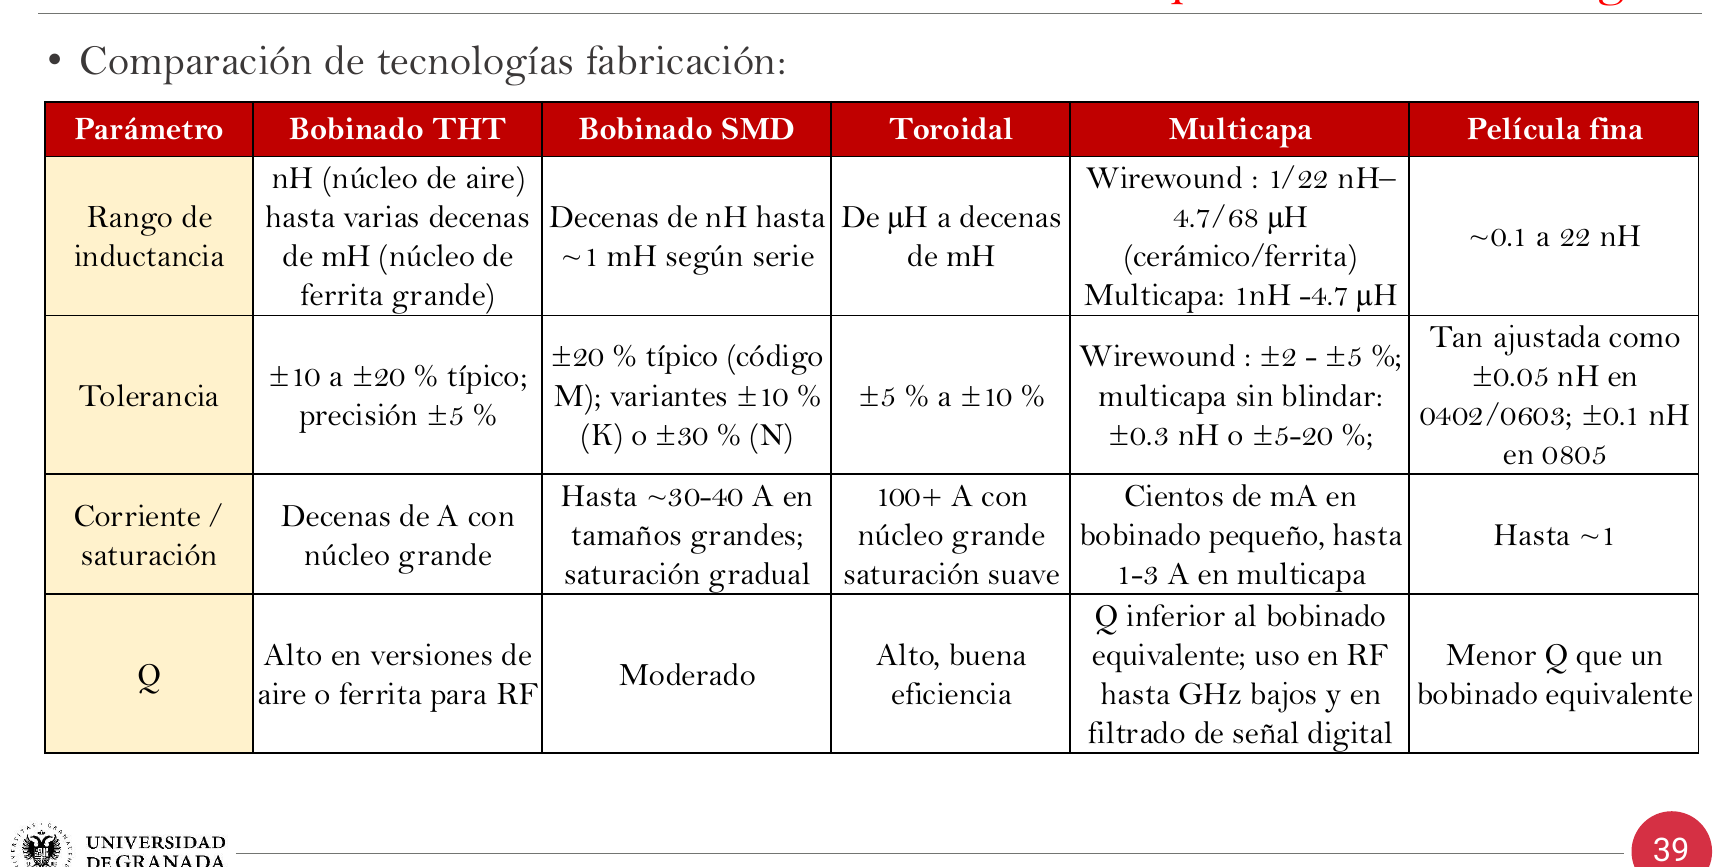 • Comparación de tecnologías fabricación:
Parámetro
Bobinado THT
Bobinado SMD
Toroidal
Multicapa
Película fina
Rango de
inductancia
nH (núcleo de aire)
hasta varias decenas
de mH (núcleo de
ferrita grande)
Decenas de nH hasta
~1 mH según serie
De µH a decenas
de mH
Wirewound : 1/22 nH–
4.7/68 µH
(cerámico/ferrita)
Multicapa: 1nH -4.7 µH
~0.1 a 22 nH
Tolerancia
±10 a ±20 % típico;
precisión ±5 %
±20 % típico (código
M); variantes ±10 %
(K) o ±30 % (N)
±5 % a ±10 %
Wirewound : ±2 - ±5 %;
multicapa sin blindar:
±0.3 nH o ±5-20 %;
Tan ajustada como
±0.05 nH en
0402/0603; ±0.1 nH
en 0805
Corriente /
saturación
Decenas de A con
núcleo grande
Hasta ~30-40 A en
tamaños grandes;
saturación gradual
100+ A con
núcleo grande
saturación suave
Cientos de mA en
bobinado pequeño, hasta
1-3 A en multicapa
Hasta ~1
Q
Alto en versiones de
aire o ferrita para RF
Moderado
Alto, buena
eficiencia
Q inferior al bobinado
equivalente; uso en RF
hasta GHz bajos y en
filtrado de señal digital
Menor Q que un
bobinado equivalente
UNIVERSIDAD
DE GRANADA
39